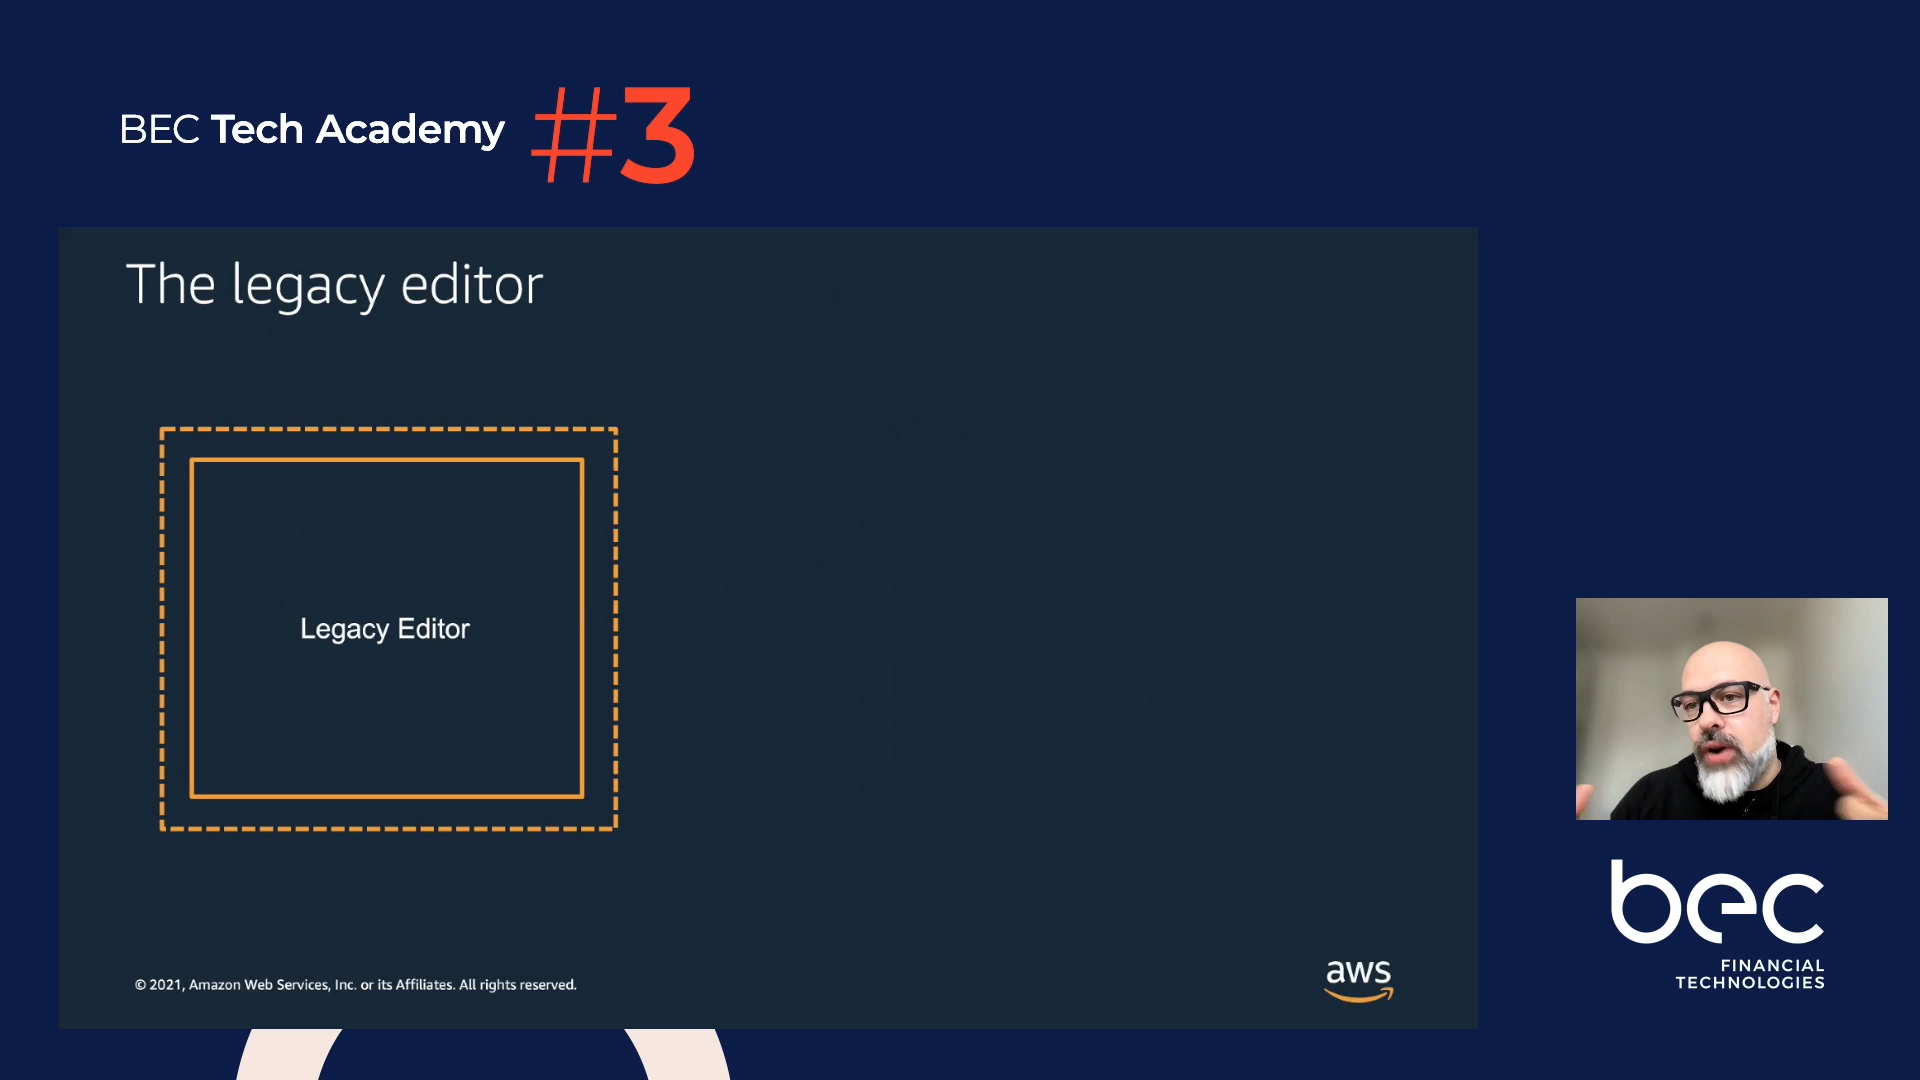 BEC Tech Academy #3
The legacy editor
Legacy Editor
© 2021, Amazon Web Services, Inc. or its Affiliates. All rights reserved.
aws
bec
FINANCIAL
TECHNOLOGIES